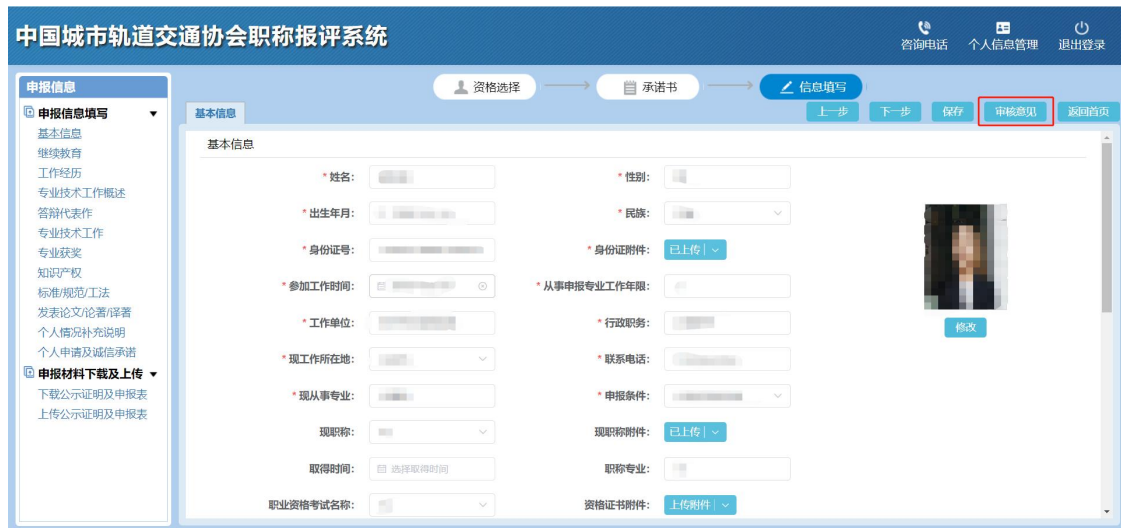 中国城市轨道交通协会职称报评系统
咨询电话 个人信息管理 退出登录
申报信息
资格选择 承诺书 信息填写
申报信息填写
基本信息
继续教育
工作经历
专业技术工作概述
答辩代表作
专业技术工作
专业获奖
知识产权
标准/规范/工法
发表论文/论著/译著
个人情况补充说明
个人申请及诚信承诺
申报材料下载及上传
下载公示证明及申报表
上传公示证明及申报表
基本信息
上一步 下一步 保存 审核意见 返回首页
基本信息
* 姓名: * 性别:
* 出生年月: * 民族:
* 身份证号: * 身份证附件: 已上传
* 参加工作时间: * 从事申报专业工作年限:
* 工作单位: * 行政职务:
修改
* 现工作所在地: * 联系电话:
* 现从事专业: * 申报条件:
现职称: 现职称附件: 已上传
取得时间: 选择取得时间 职称专业:
职业资格考试名称: 资格证书附件: 上传附件